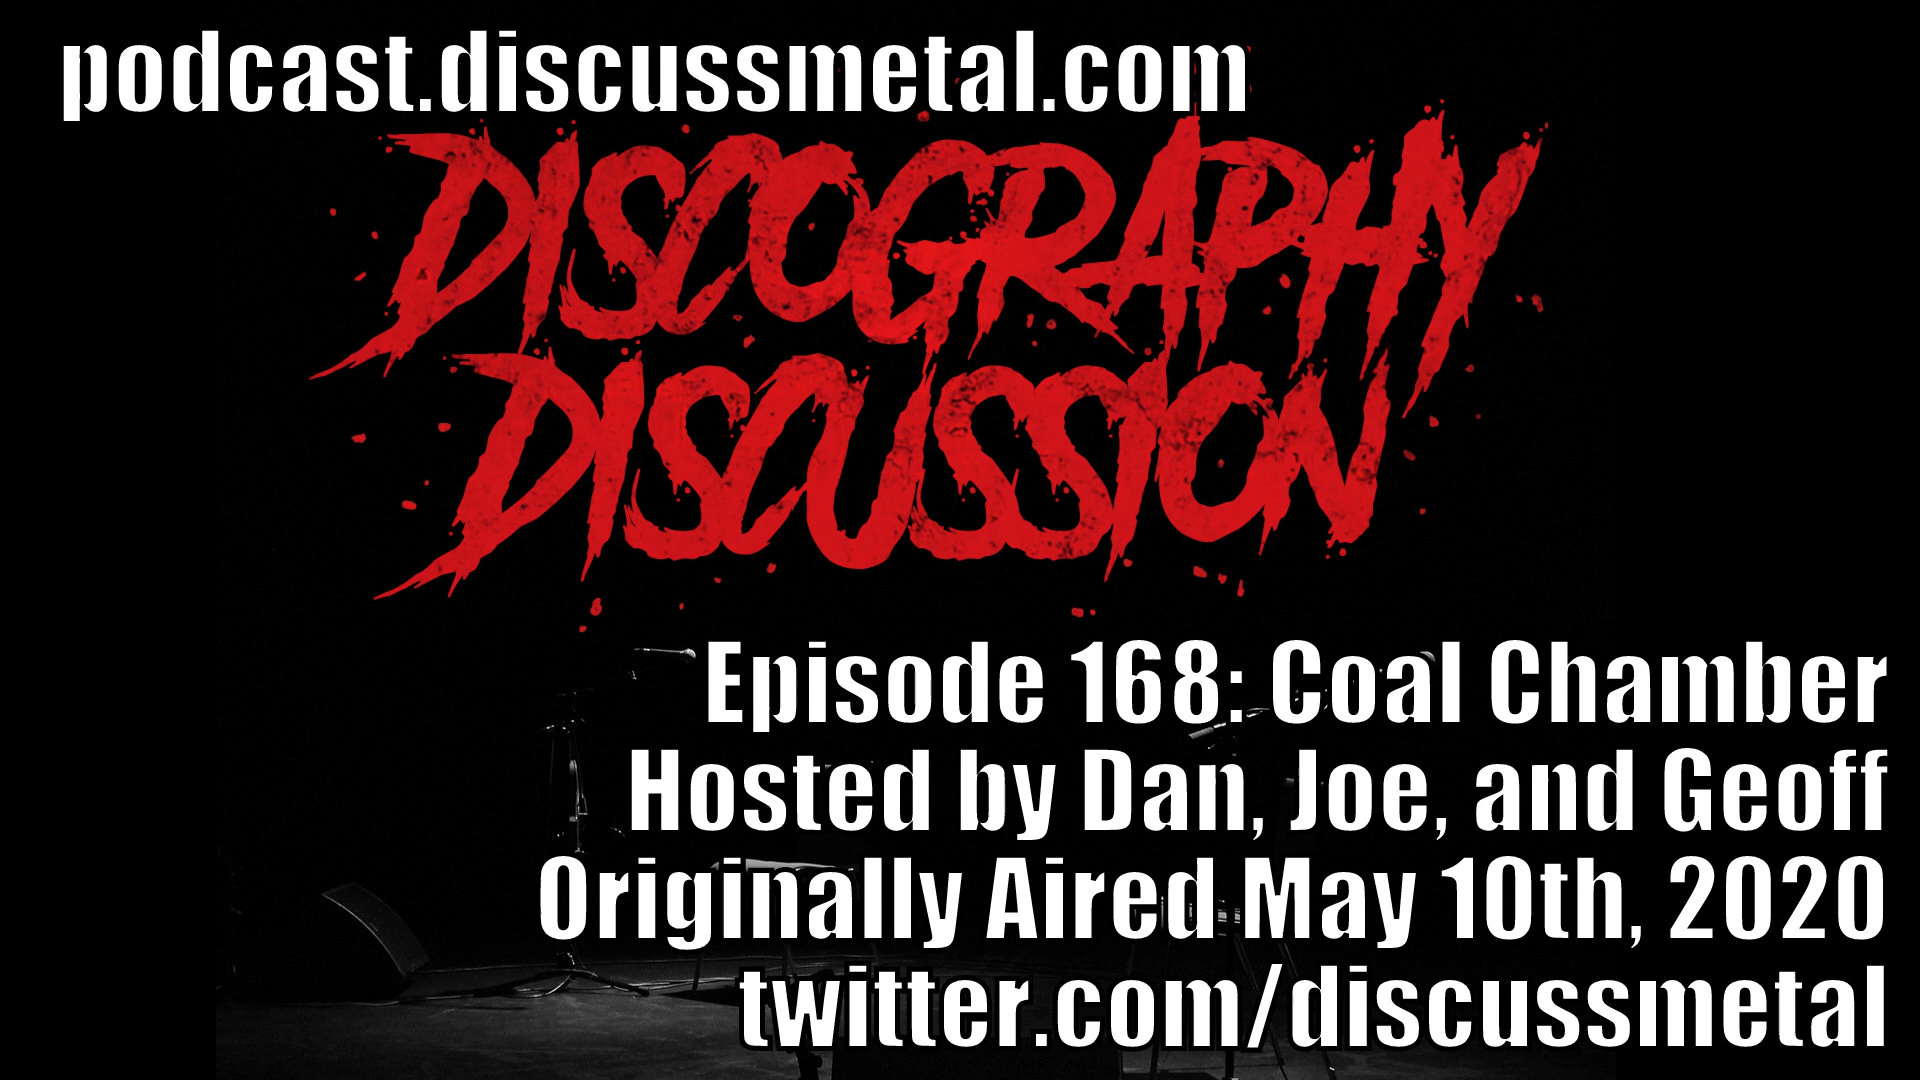 podcast.discussmetal.com
DISCOGRAPHY
DISCUSSION
Episode 168: Coal Chamber
Hosted by Dan, Joe, and Geoff
Originally Aired May 10th, 2020
twitter.com/discussmetal